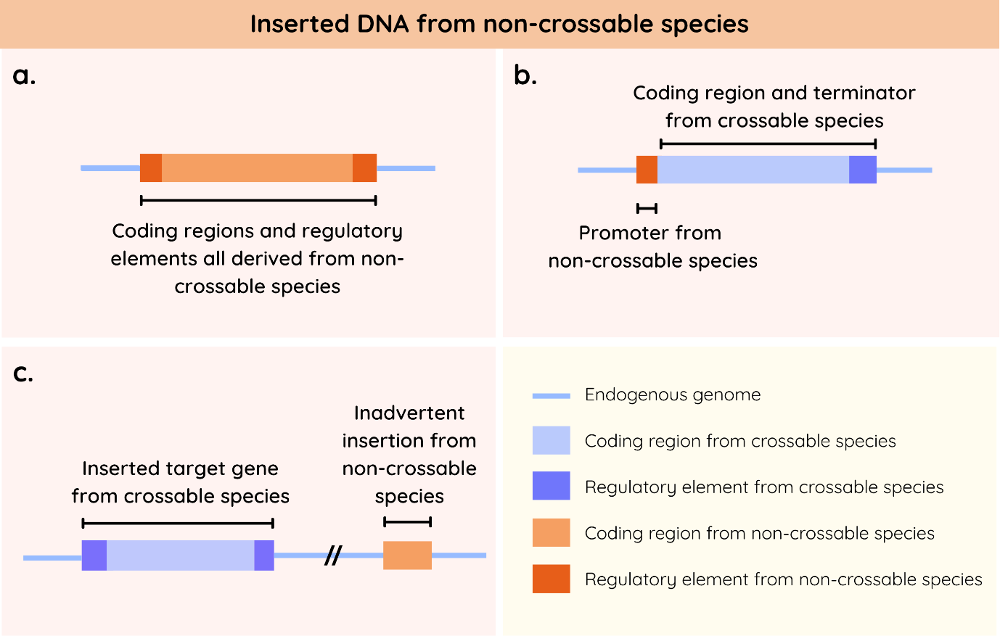 Inserted DNA from non-crossable species
a.
Coding regions and regulatory
elements all derived from non-
crossable species
b.
Coding region and terminator
from crossable species
Promoter from
non-crossable species
c.
Inserted target gene
from crossable species
Inadvertent
insertion from
non-crossable
species
//
Endogenous genome
Coding region from crossable species
Regulatory element from crossable species
Coding region from non-crossable species
Regulatory element from non-crossable species